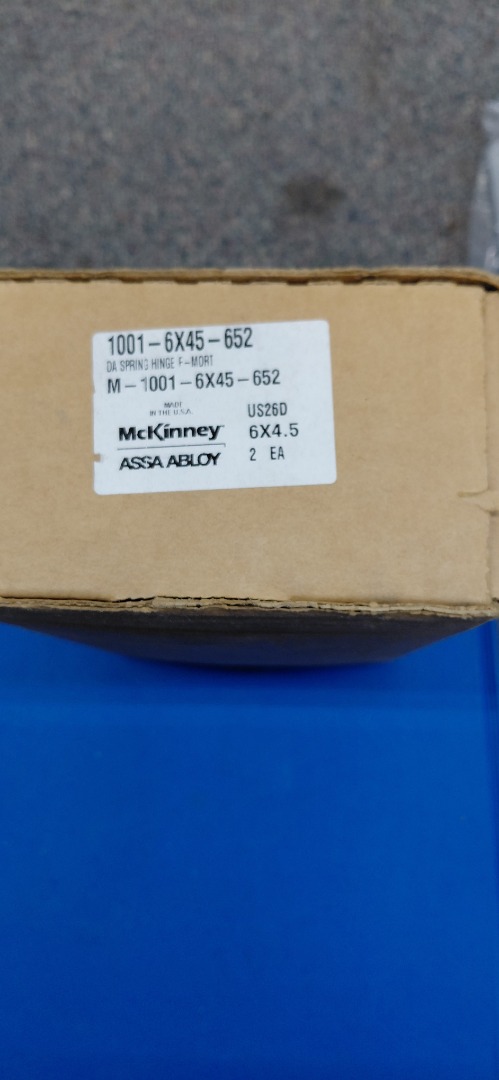 1001-6X45-652
DA SPRING HINGE F-MORT
M-1001-6X45-652
MADE
IN THE U.S.A.
US26D
McKinney
6X4.5
ASSA ABLOY
2 EA